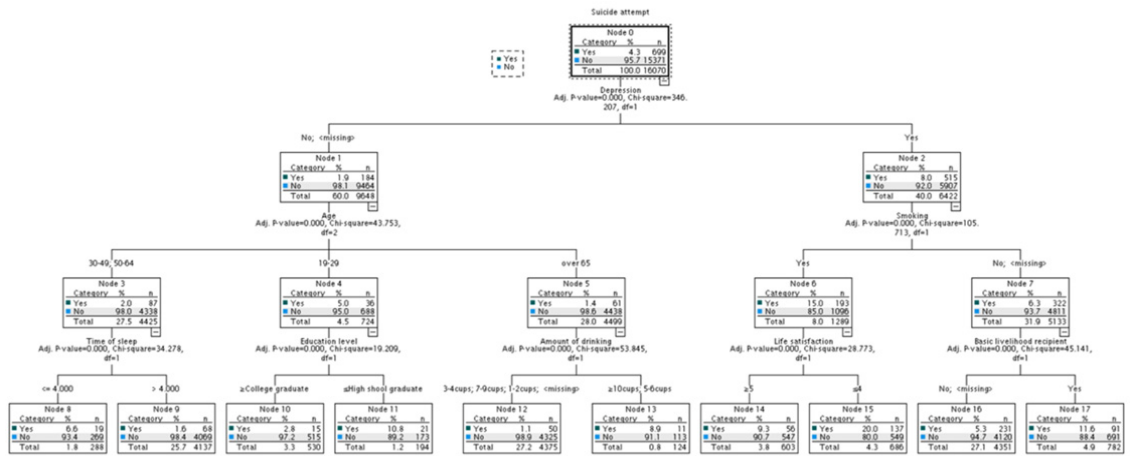 Suicide attempt
Yes
No
Node 0
Category % n
Yes 4.3 699
No 95.7 15371
Total 100.0 16070
Depression
Adj. P-value=0.000, Chi-square=346.
207, df=1
No; <missing>
Yes
Node 1
Category % n
Yes 1.9 184
No 98.1 9464
Total 60.0 9648
Age
Adj. P-value=0.000, Chi-square=43.753,
df=2
Node 2
Category % n
Yes 8.0 515
No 92.0 5907
Total 40.0 6422
Smoking
Adj. P-value=0.000, Chi-square=105.
713, df=1
30-49; 50-64
19-29
over 65
Yes
No; <missing>
Node 3
Category % n
Yes 2.0 87
No 98.0 4338
Total 27.5 4425
Time of sleep
Adj. P-value=0.000, Chi-square=34.278,
df=1
Node 4
Category % n
Yes 5.0 36
No 95.0 688
Total 4.5 724
Education level
Adj. P-value=0.000, Chi-square=19.209,
df=1
Node 5
Category % n
Yes 1.4 61
No 98.6 4438
Total 28.0 4499
Amount of drinking
Adj. P-value=0.000, Chi-square=53.845,
df=1
Node 6
Category % n
Yes 15.0 193
No 85.0 1096
Total 8.0 1289
Life satisfaction
Adj. P-value=0.000, Chi-square=28.773,
df=1
Node 7
Category % n
Yes 6.3 322
No 93.7 4811
Total 31.9 5133
Basic livelihood recipient
Adj. P-value=0.000, Chi-square=45.141,
df=1
<= 4.000
> 4.000
≥College graduate
≤High shool graduate
3-4cups; 7-9cups; 1-2cups; <missing>
≥10cups; 5-6cups
≥5
≤4
No; <missing>
Yes
Node 8
Category % n
Yes 6.6 19
No 93.4 269
Total 1.8 288
Node 9
Category % n
Yes 1.6 68
No 98.4 4069
Total 25.7 4137
Node 10
Category % n
Yes 2.8 15
No 97.2 515
Total 3.3 530
Node 11
Category % n
Yes 10.8 21
No 89.2 173
Total 1.2 194
Node 12
Category % n
Yes 1.1 50
No 98.9 4325
Total 27.2 4375
Node 13
Category % n
Yes 8.9 11
No 91.1 113
Total 0.8 124
Node 14
Category % n
Yes 9.3 56
No 90.7 547
Total 3.8 603
Node 15
Category % n
Yes 20.0 137
No 80.0 549
Total 4.3 686
Node 16
Category % n
Yes 5.3 231
No 94.7 4120
Total 27.1 4351
Node 17
Category % n
Yes 11.6 91
No 88.4 691
Total 4.9 782